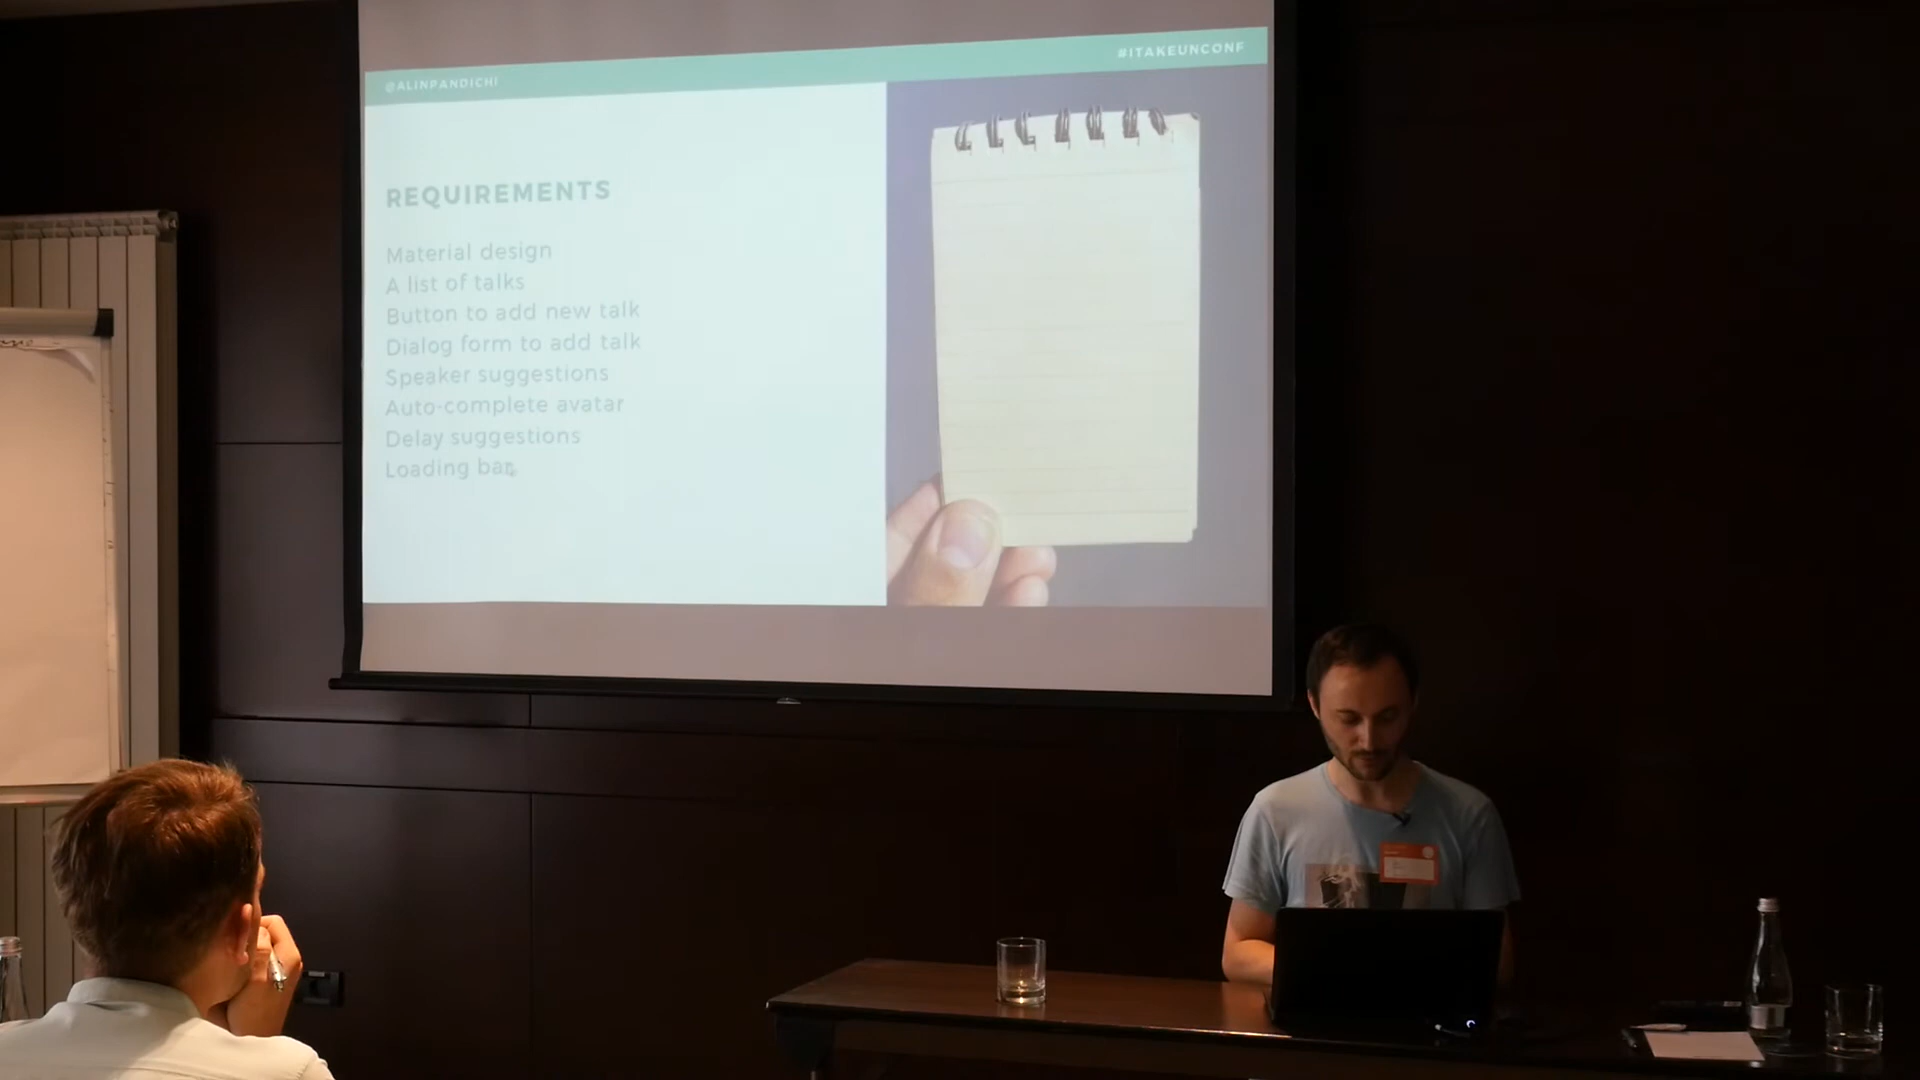 @ALINPANDICHI
#ITAKEUNCONF
REQUIREMENTS
Material design
A list of talks
Button to add new talk
Dialog form to add talk
Speaker suggestions
Auto-complete avatar
Delay suggestions
Loading bar